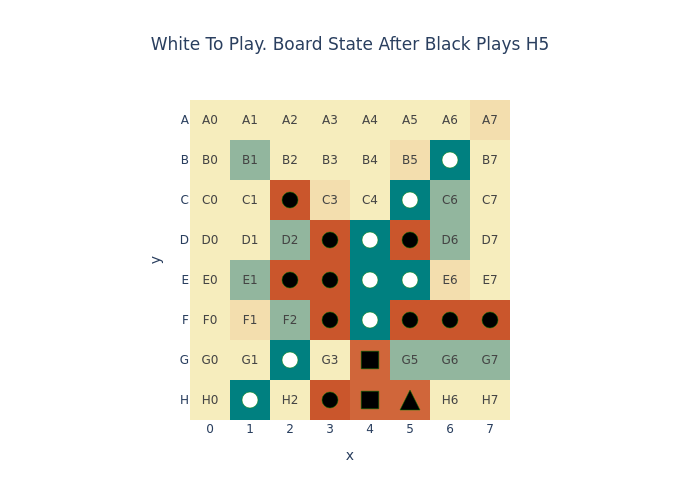 White To Play. Board State After Black Plays H5
A A0 A1 A2 A3 A4 A5 A6 A7
B B0 B1 B2 B3 B4 B5 B7
C C0 C1 C3 C4 C6 C7
D D0 D1 D2 D6 D7
y
E E0 E1 E6 E7
F F0 F1 F2
G G0 G1 G3 G5 G6 G7
H H0 H2 H6 H7
0 1 2 3 4 5 6 7
x